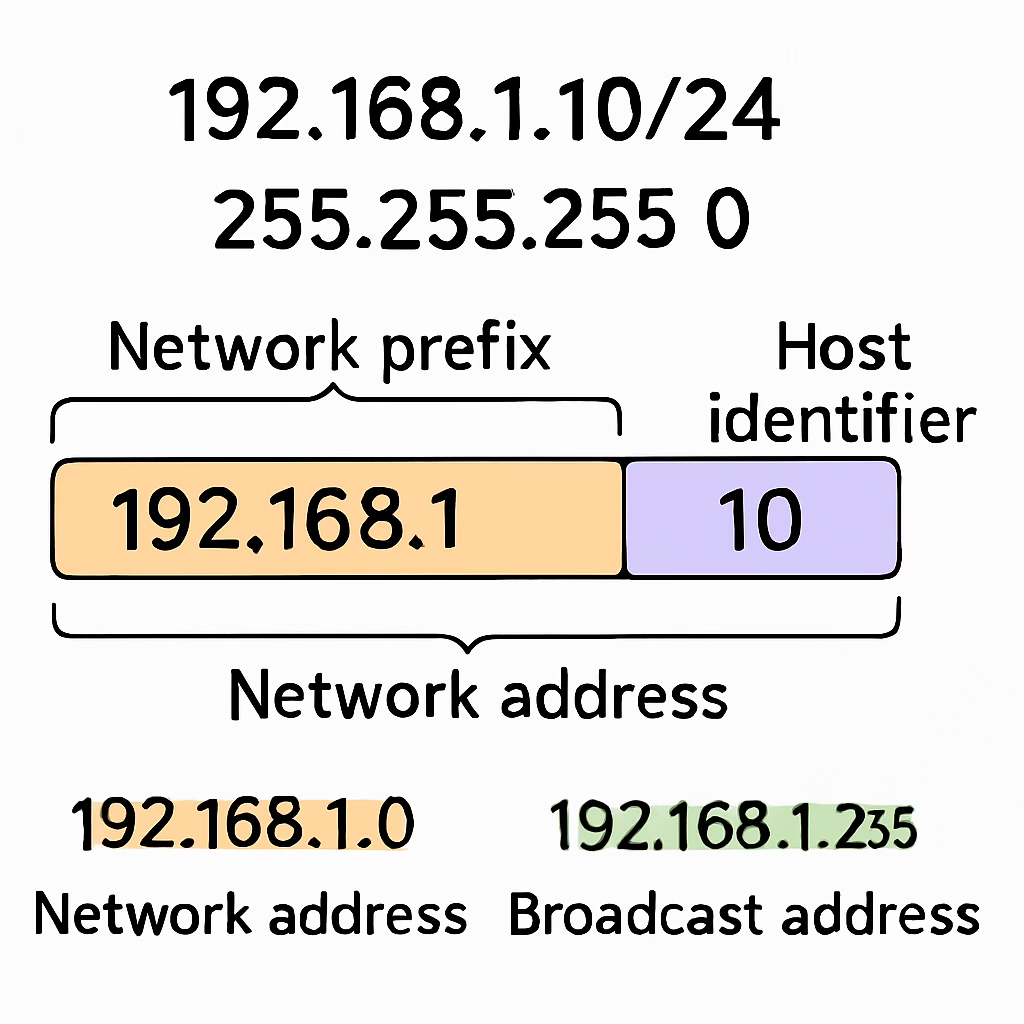 192.168.1.10/24
255.255.255 0
Network prefix
Host
identifier
192.168.1
10
Network address
192.168.1.0
192.168.1.235
Network address
Broadcast address